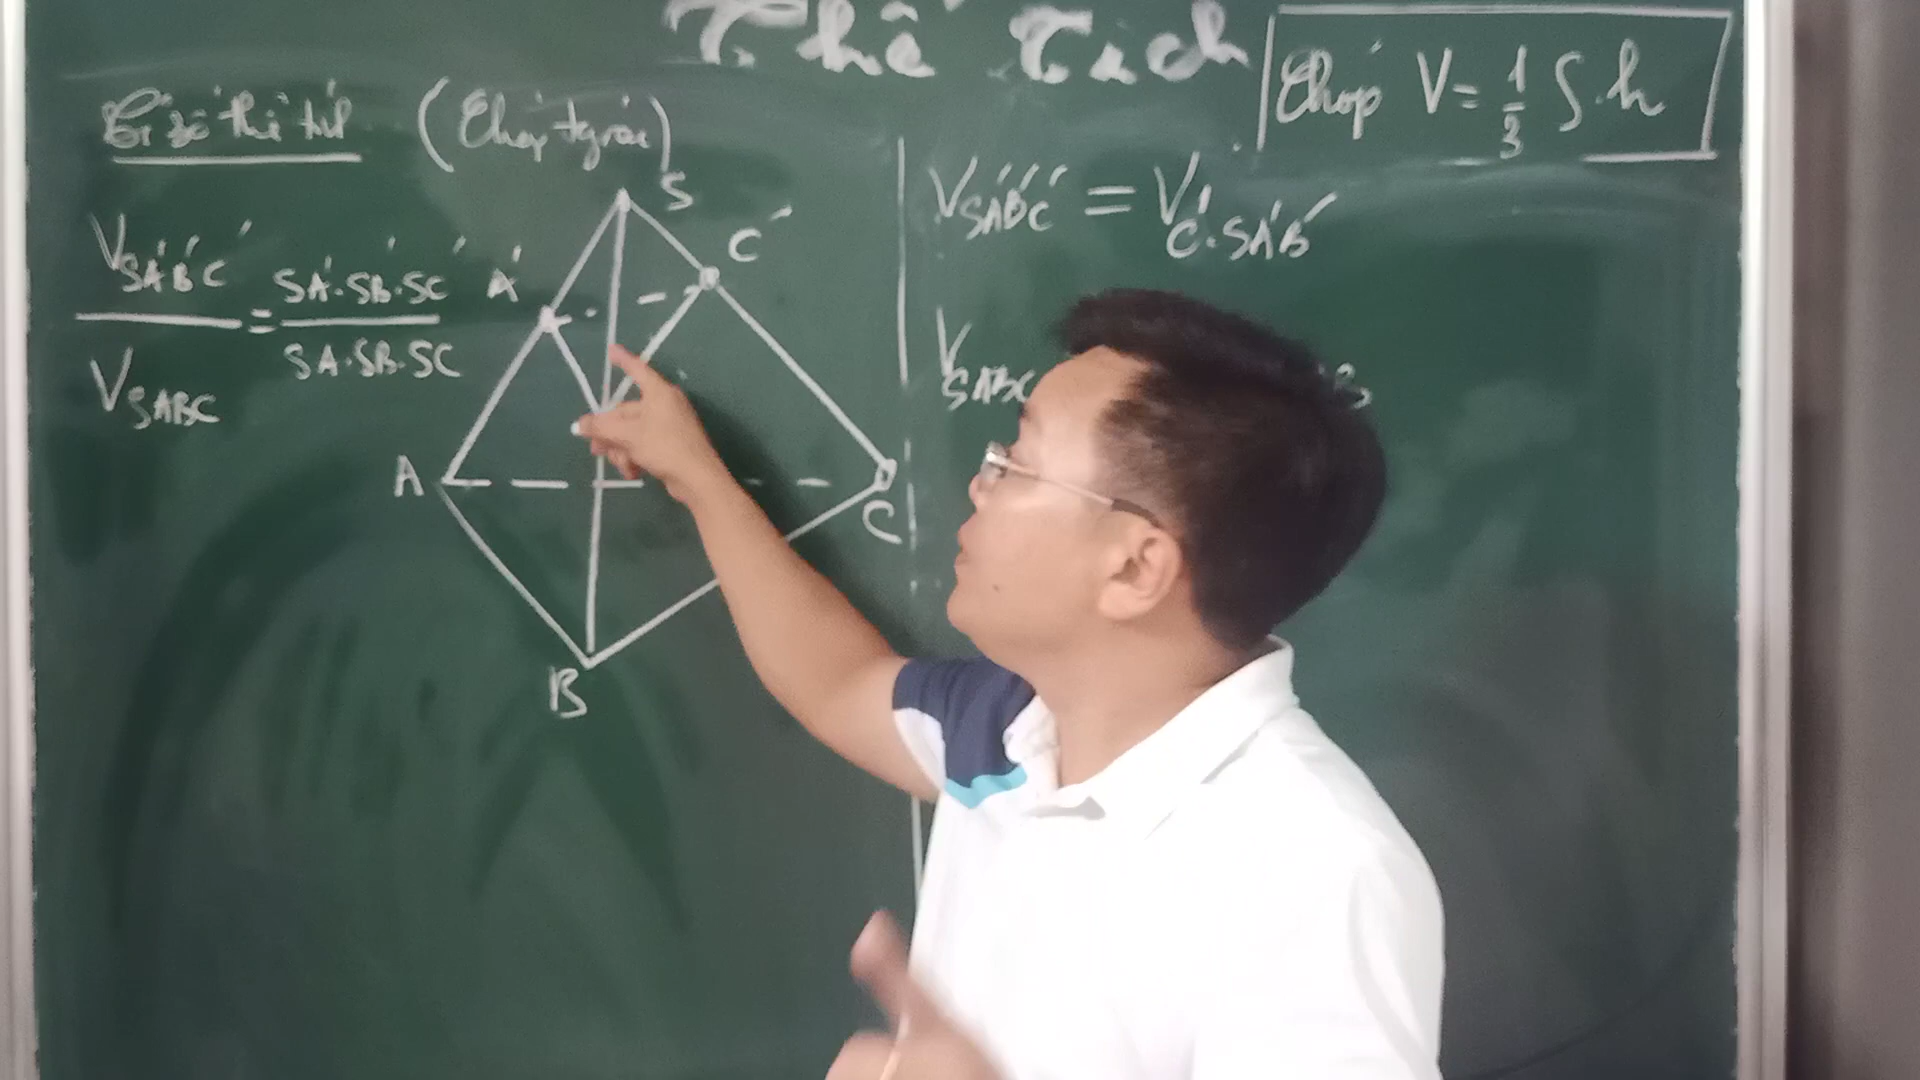 Thể Tích
Chóp V = 1/3 S.h
Tỉ số thể tích (Chóp tgiác)
V_SA'B'C' / V_SABC = SA'.SB'.SC' / SA.SB.SC
S
C'
A'
A
C
B
V_SA'B'C' = V_C'.SA'B'
V_SABC